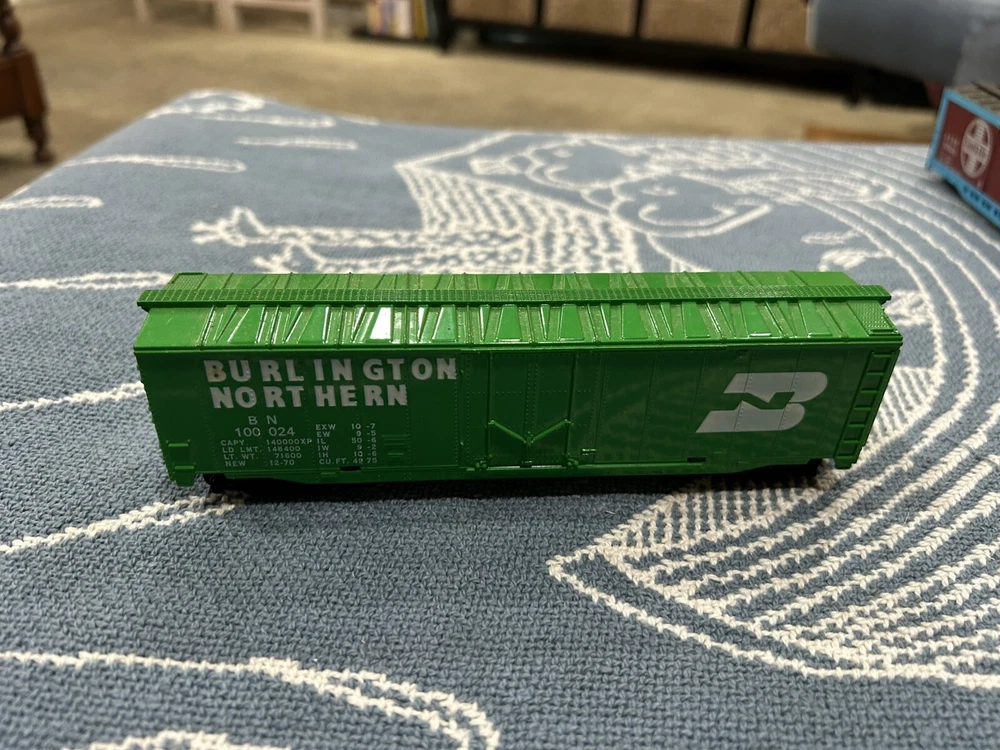 BURLINGTON
NORTHERN
BN
100 024
CAPY. 140000XP
LD LMT. 148400
LT. WT. 71600
NEW 12-70
EXW 10-7
EW 9-5
IL 50-6
IW 9-2
IH 10-6
CU. FT. 4975